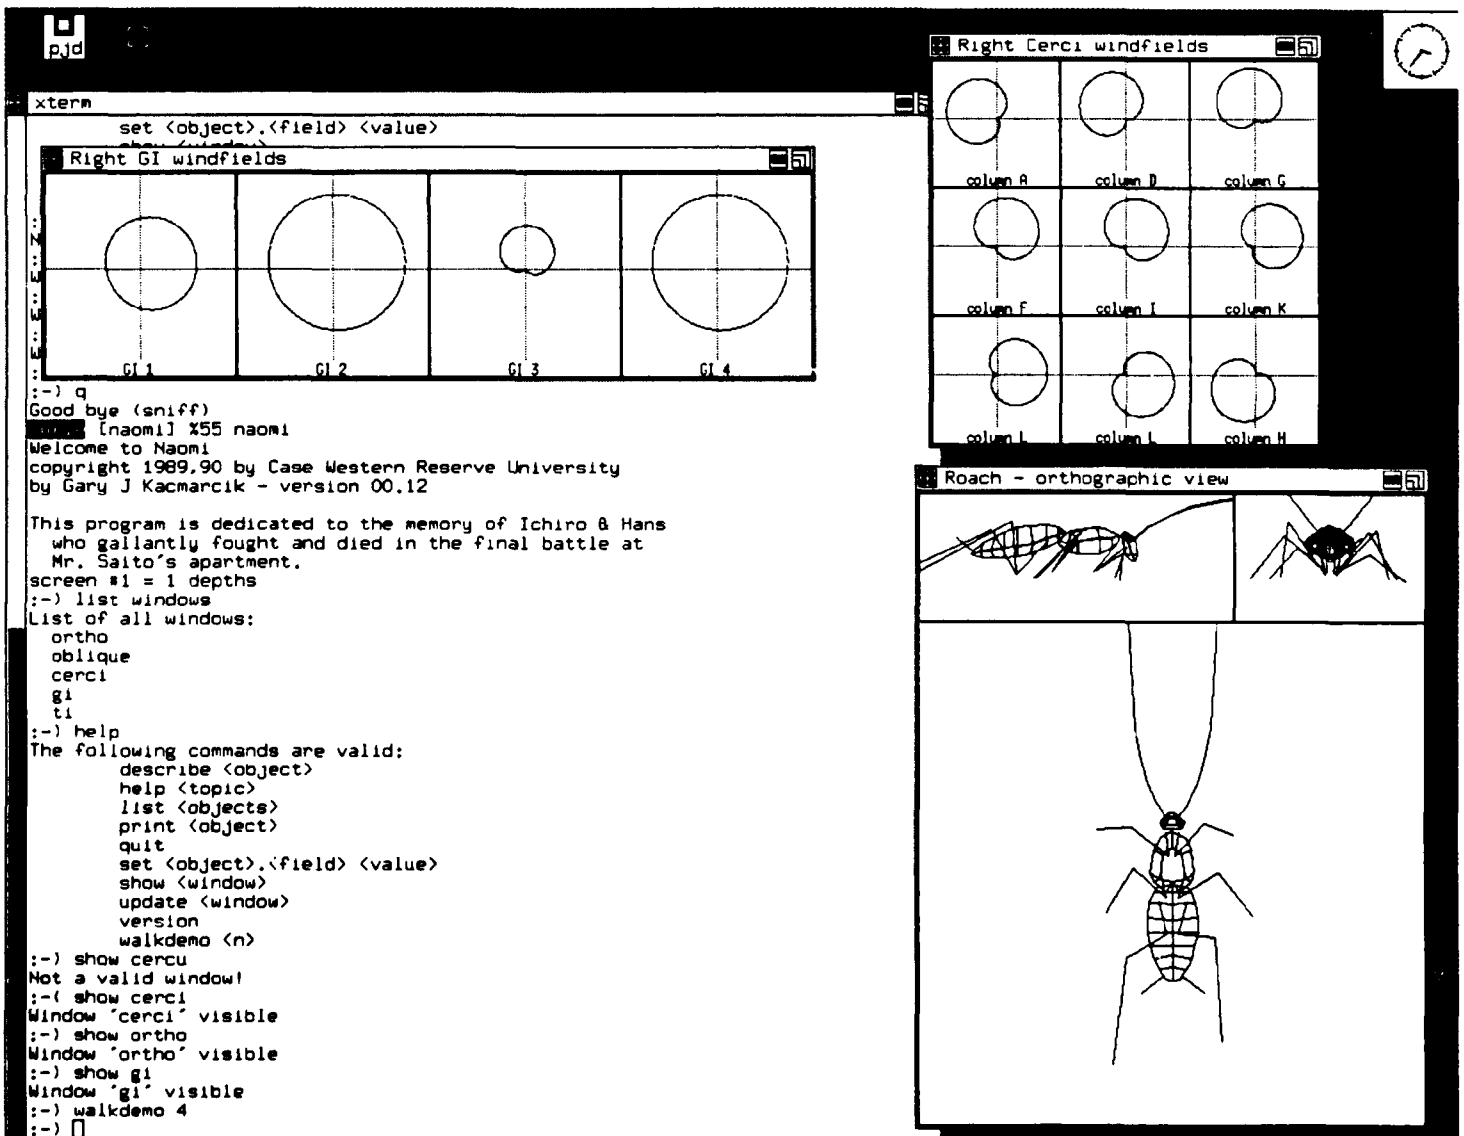 pjd
xterm
set <object>.<field> <value>
Right GI windfields
GI 1
GI 2
GI 3
GI 4
:-) q
Good bye (sniff)
[naomi] %55 naomi
Welcome to Naomi
copyright 1989,90 by Case Western Reserve University
by Gary J Kacmarcik - version 00.12
This program is dedicated to the memory of Ichiro & Hans
who gallantly fought and died in the final battle at
Mr. Saito's apartment.
screen #1 = 1 depths
:-) list windows
List of all windows:
ortho
oblique
cerci
gi
ti
:-) help
The following commands are valid:
describe <object>
help <topic>
list <objects>
print <object>
quit
set <object>.<field> <value>
show <window>
update <window>
version
walkdemo <n>
:-) show cercu
Not a valid window!
:-( show cerci
Window 'cerci' visible
:-) show ortho
Window 'ortho' visible
:-) show gi
Window 'gi' visible
:-) walkdemo 4
:-)
Right Cerci windfields
column A
column D
column G
column F
column I
column K
column L
column L
column H
Roach - orthographic view